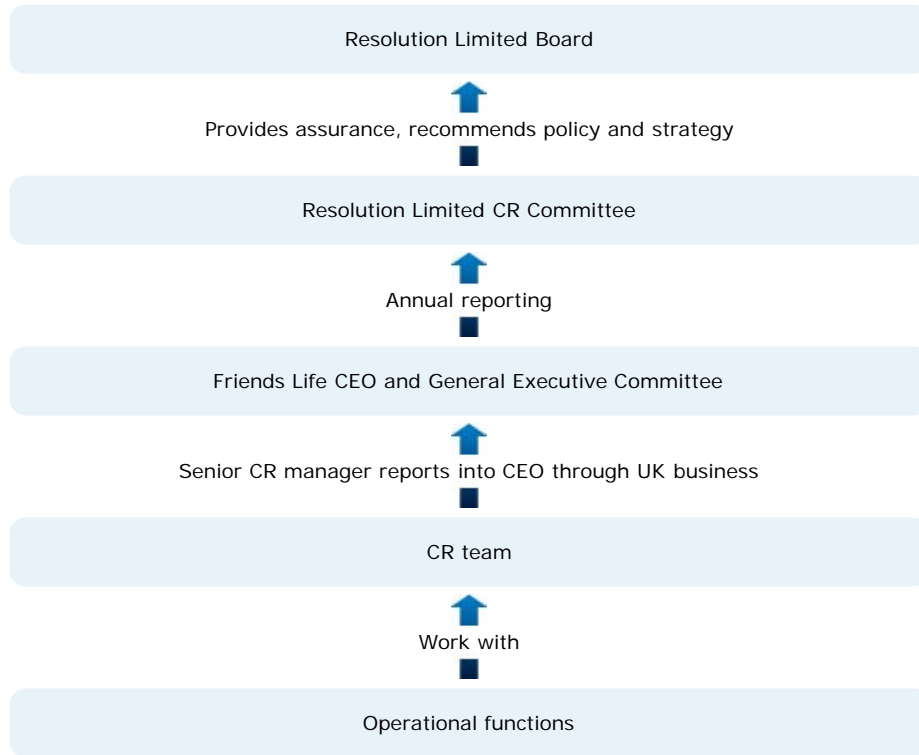 Resolution Limited Board
Provides assurance, recommends policy and strategy
Resolution Limited CR Committee
Annual reporting
Friends Life CEO and General Executive Committee
Senior CR manager reports into CEO through UK business
CR team
Work with
Operational functions